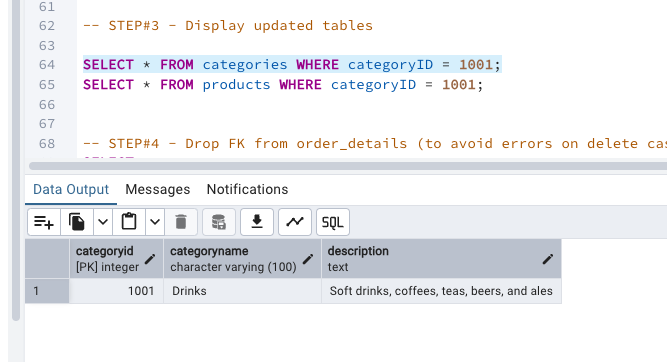 61
62 -- STEP#3 - Display updated tables
63
64 SELECT * FROM categories WHERE categoryID = 1001;
65 SELECT * FROM products WHERE categoryID = 1001;
66
67
68 -- STEP#4 - Drop FK from order_details (to avoid errors on delete cas
Data Output Messages Notifications
SQL
categoryid categoryname description
[PK] integer character varying (100) text
1 1001 Drinks Soft drinks, coffees, teas, beers, and ales